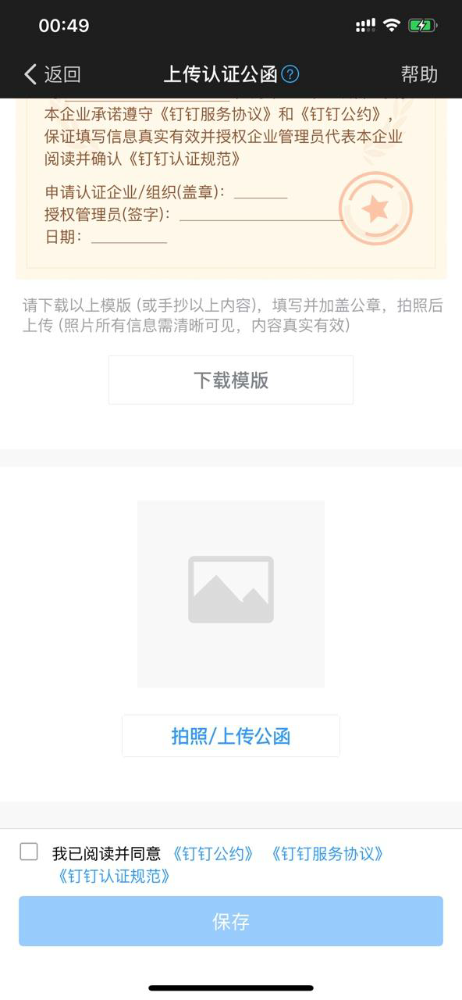 00:49
返回
上传认证公函?
帮助
本企业承诺遵守《钉钉服务协议》和《钉钉公约》，
保证填写信息真实有效并授权企业管理员代表本企业
阅读并确认《钉钉认证规范》
申请认证企业/组织(盖章)：
授权管理员(签字)：
日期：
请下载以上模版 (或手抄以上内容)，填写并加盖公章，拍照后
上传 (照片所有信息需清晰可见，内容真实有效)
下载模版
拍照/上传公函
我已阅读并同意 《钉钉公约》 《钉钉服务协议》
《钉钉认证规范》
保存